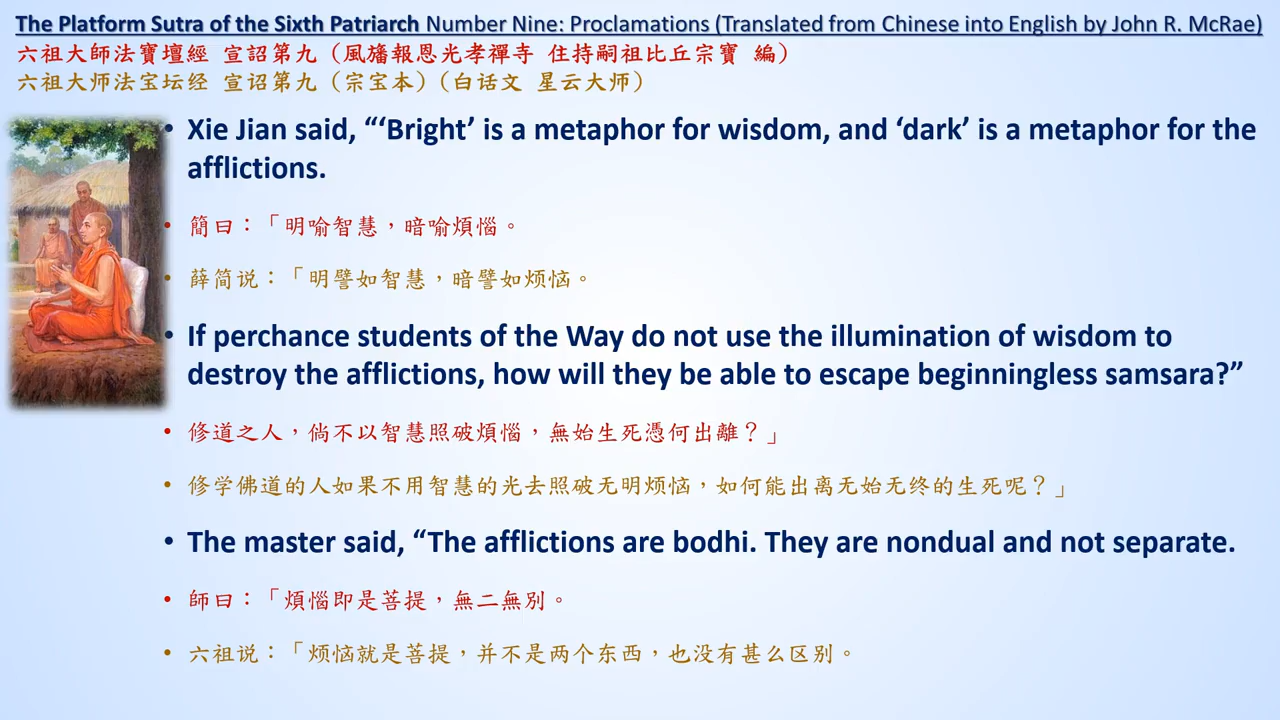 The Platform Sutra of the Sixth Patriarch Number Nine: Proclamations (Translated from Chinese into English by John R. McRae)
六祖大師法寶壇經 宣詔第九（風旛報恩光孝禪寺 住持嗣祖比丘宗寶 編）
六祖大师法宝坛经 宣诏第九（宗宝本）(白话文 星云大师）
• Xie Jian said, “‘Bright’ is a metaphor for wisdom, and ‘dark’ is a metaphor for the
afflictions.
• 簡曰：「明喻智慧，暗喻煩惱。
• 薛简说：「明譬如智慧，暗譬如烦恼。
• If perchance students of the Way do not use the illumination of wisdom to
destroy the afflictions, how will they be able to escape beginningless samsara?”
• 修道之人，倘不以智慧照破煩惱，無始生死憑何出離？」
• 修学佛道的人如果不用智慧的光去照破无明烦恼，如何能出离无始无终的生死呢？」
• The master said, “The afflictions are bodhi. They are nondual and not separate.
• 師曰：「煩惱即是菩提，無二無別。
• 六祖说：「烦恼就是菩提，并不是两个东西，也没有甚么区别。